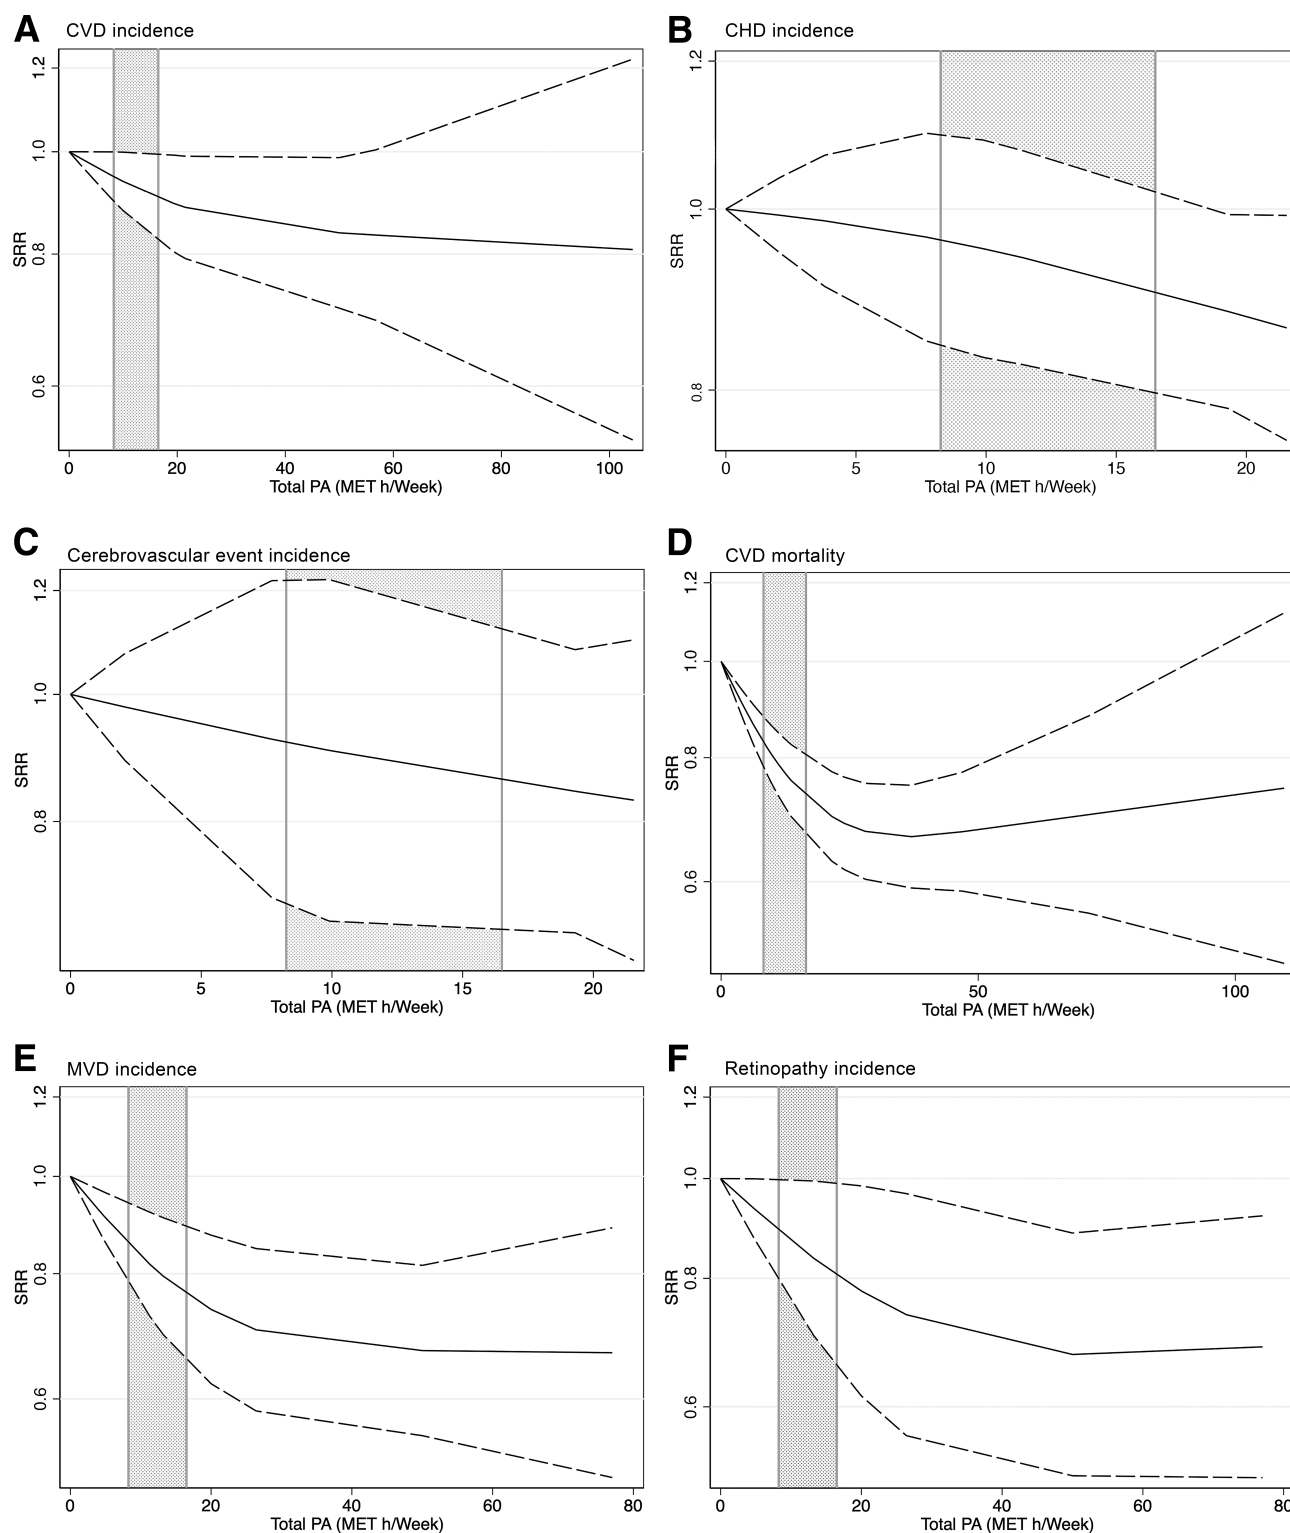 A CVD incidence
1.2
1.0
0.8
0.6
SRR
0 20 40 60 80 100
Total PA (MET h/Week)
B CHD incidence
1.2
1.0
0.8
SRR
0 5 10 15 20
Total PA (MET h/Week)
C Cerebrovascular event incidence
1.2
1.0
0.8
SRR
0 5 10 15 20
Total PA (MET h/Week)
D CVD mortality
1.2
1.0
0.8
0.6
SRR
0 50 100
Total PA (MET h/Week)
E MVD incidence
1.2
1.0
0.8
0.6
SRR
0 20 40 60 80
Total PA (MET h/Week)
F Retinopathy incidence
1.2
1.0
0.8
0.6
SRR
0 20 40 60 80
Total PA (MET h/Week)